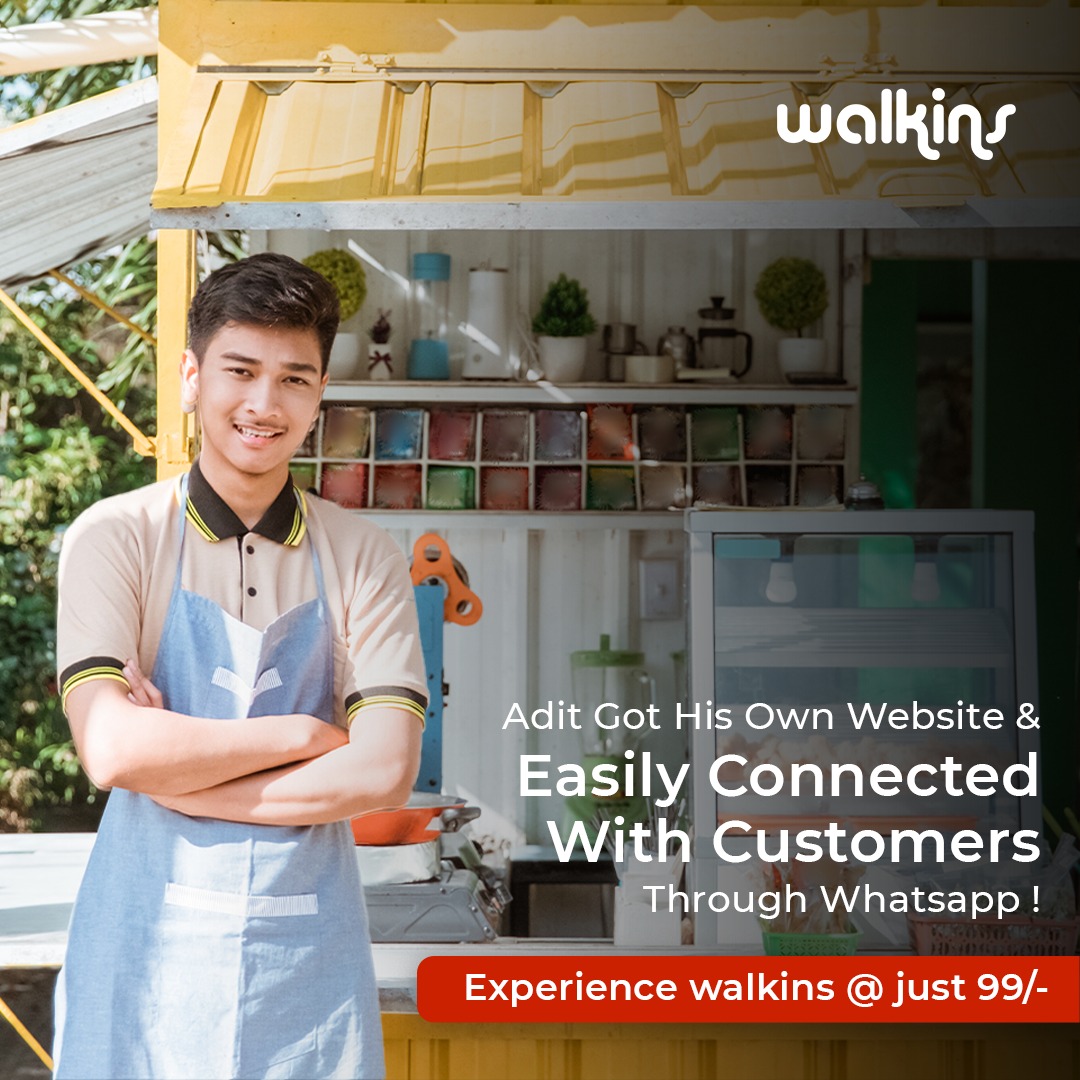 walkins
Adit Got His Own Website &
Easily Connected
With Customers
Through Whatsapp !
Experience walkins @ just 99/-